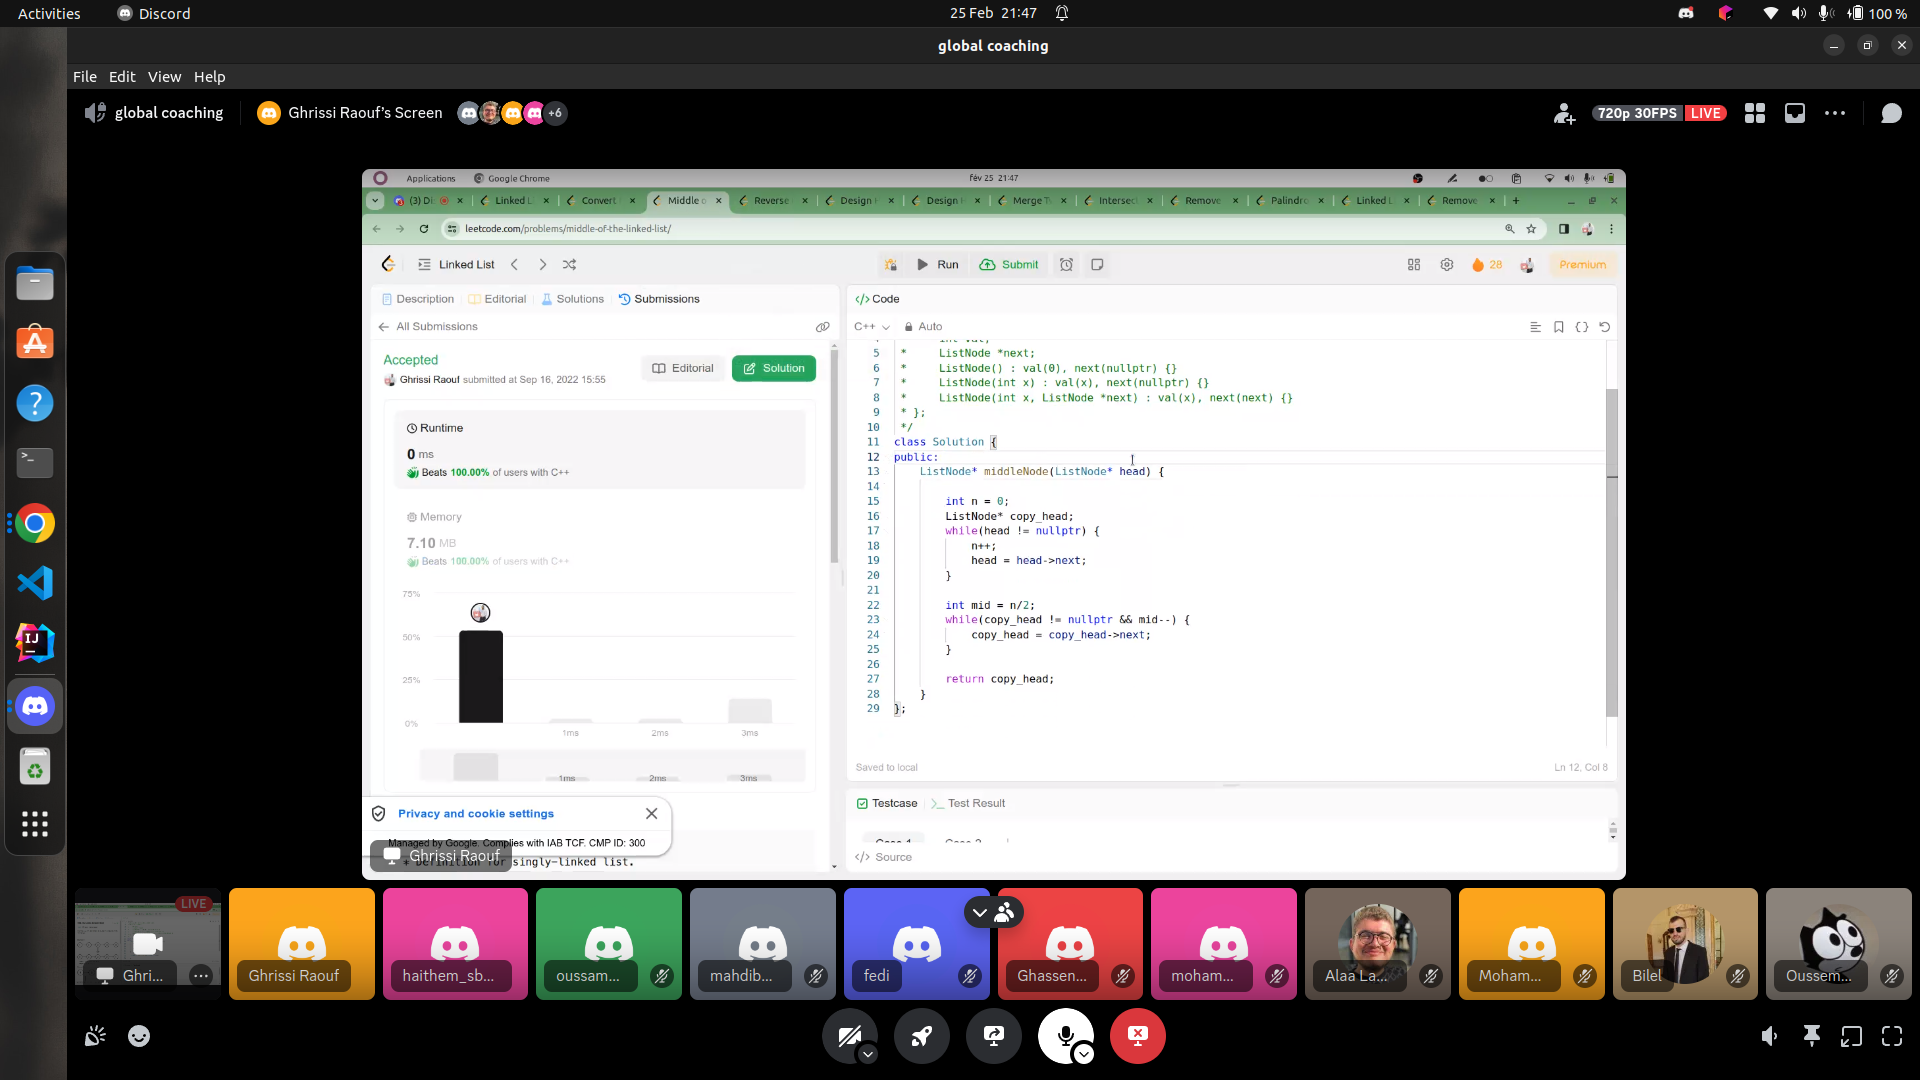 Activities
Discord
25 Feb 21:47
100 %
global coaching
File Edit View Help
global coaching
Ghrissi Raouf's Screen
+6
720p 30FPS LIVE
Applications
Google Chrome
fév 25 21:47
(3) Di
Linked L
Convert
Middle o
Reverse
Design
Design
Merge T
Intersec
Remove
Palindro
Linked L
Remove
leetcode.com/problems/middle-of-the-linked-list/
Linked List
Run
Submit
28
Premium
Description
Editorial
Solutions
Submissions
All Submissions
Accepted
Ghrissi Raouf submitted at Sep 16, 2022 15:55
Editorial
Solution
Runtime
0 ms
Beats 100.00% of users with C++
Memory
7.10 MB
Beats 100.00% of users with C++
75%
50%
25%
0%
1ms 2ms 3ms
1ms 2ms 3ms
Privacy and cookie settings
Managed by Google. Complies with IAB TCF. CMP ID: 300
* Definition for singly-linked list.
Ghrissi Raouf
Code
C++
Auto
4 * int val;
5 * ListNode *next;
6 * ListNode() : val(0), next(nullptr) {}
7 * ListNode(int x) : val(x), next(nullptr) {}
8 * ListNode(int x, ListNode *next) : val(x), next(next) {}
9 * };
10 */
11 class Solution {
12 public:
13 ListNode* middleNode(ListNode* head) {
14
15 int n = 0;
16 ListNode* copy_head;
17 while(head != nullptr) {
18 n++;
19 head = head->next;
20 }
21
22 int mid = n/2;
23 while(copy_head != nullptr && mid--) {
24 copy_head = copy_head->next;
25 }
26
27 return copy_head;
28 }
29 };
Saved to local
Ln 12, Col 8
Testcase
Test Result
Case 1
Case 2
Source
LIVE
Ghri...
Ghrissi Raouf
haithem_sb...
oussam...
mahdib...
fedi
Ghassen...
moham...
Alaa La...
Moham...
Bilel
Oussem...